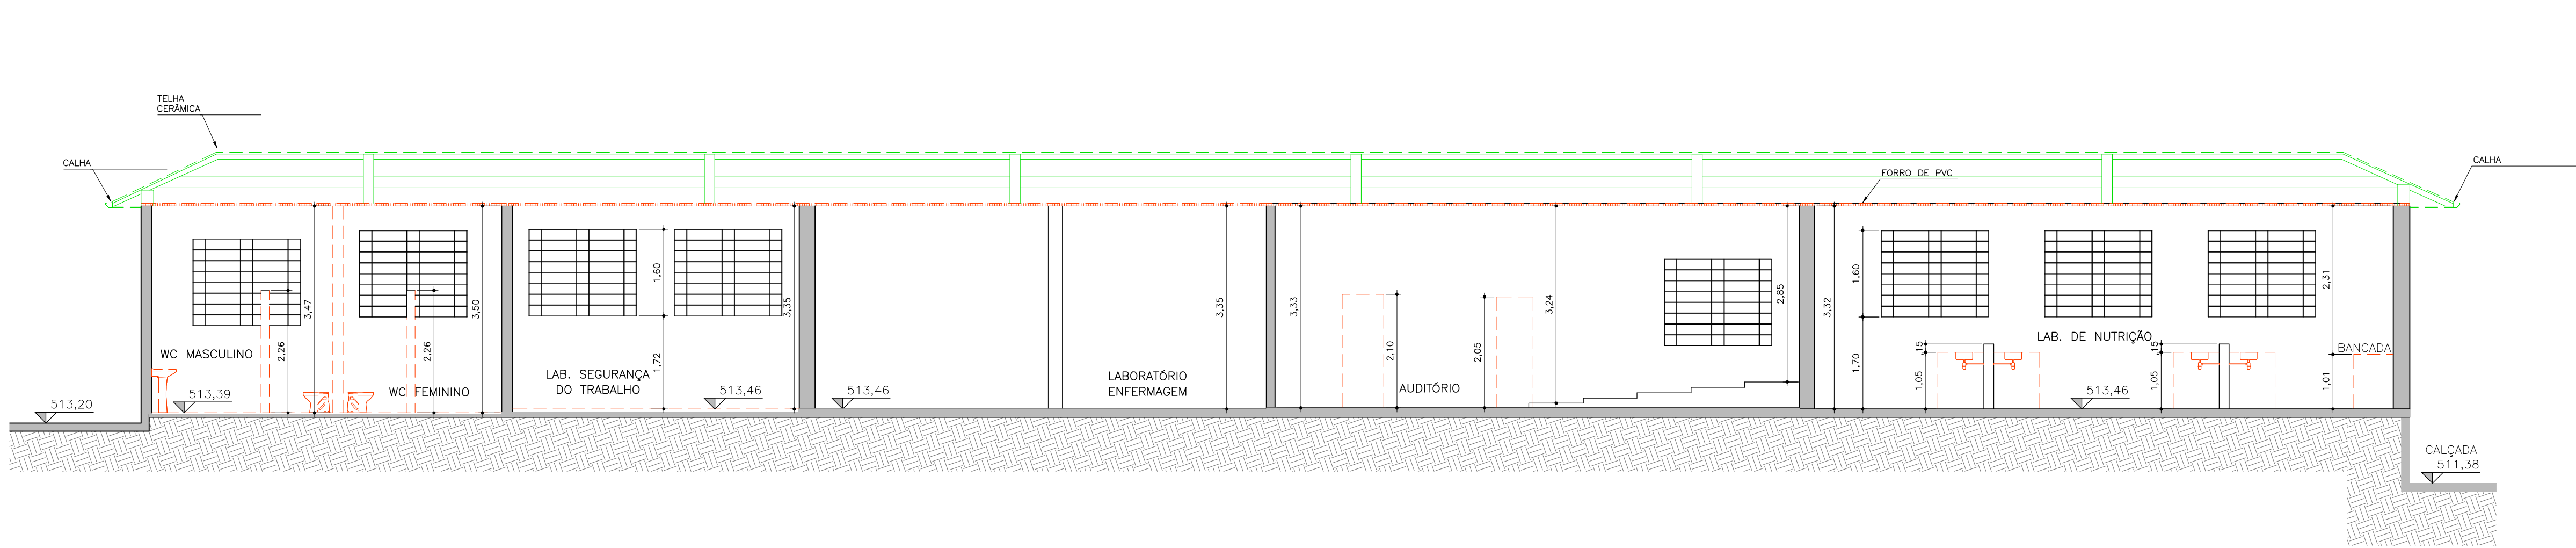 TELHA
CERÂMICA
CALHA
CALHA
FORRO DE PVC
3,47
3,50
1,60
3,35
3,35
3,33
3,24
2,85
3,32
1,60
2,31
2,26
2,26
1,72
2,10
2,05
1,70
,15
1,05
,15
1,05
1,01
WC MASCULINO
513,39
WC FEMININO
LAB. SEGURANÇA
DO TRABALHO
513,46
513,46
LABORATÓRIO
ENFERMAGEM
AUDITÓRIO
LAB. DE NUTRIÇÃO
BANCADA
513,46
513,20
CALÇADA
511,38